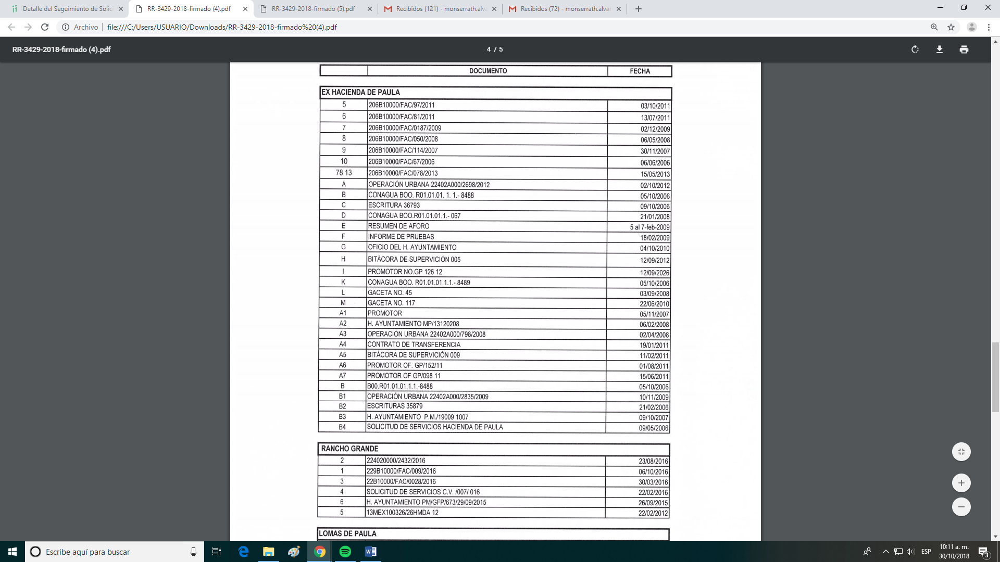 Detalle del Seguimiento de Solici
RR-3429-2018-firmado (4).pdf
RR-3429-2018-firmado (5).pdf
Recibidos (121) - monserrath.alva
Recibidos (72) - monserrath.alvar
Archivo
file:///C:/Users/USUARIO/Downloads/RR-3429-2018-firmado%20(4).pdf
RR-3429-2018-firmado (4).pdf
4 / 5
DOCUMENTO FECHA
EX HACIENDA DE PAULA
5 206B10000/FAC/97/2011 03/10/2011
6 206B10000/FAC/81/2011 13/07/2011
7 206B10000/FAC/0187/2009 02/12/2009
8 206B10000/FAC/050/2008 06/05/2008
9 206B10000/FAC/114/2007 30/11/2007
10 206B10000/FAC/67/2006 06/06/2006
78 13 206B10000/FAC/078/2013 15/05/2013
A OPERACIÓN URBANA 22402A000/2698/2012 02/10/2012
B CONAGUA BOO. R01.01.01. 1. 1.- 8488 05/10/2006
C ESCRITURA 36793 09/10/2006
D CONAGUA BOO.R01.01.01.1.- 067 21/01/2008
E RESUMEN DE AFORO 5 al 7-feb-2009
F INFORME DE PRUEBAS 18/02/2009
G OFICIO DEL H. AYUNTAMIENTO 04/10/2010
H BITÁCORA DE SUPERVICIÓN 005 12/09/2012
I PROMOTOR NO.GP 126 12 12/09/2026
K CONAGUA BOO. R01.01.01.1.1.- 8489 05/10/2006
L GACETA NO. 45 03/09/2008
M GACETA NO. 117 22/06/2010
A1 PROMOTOR 05/11/2007
A2 H. AYUNTAMIENTO MP/13120208 06/02/2008
A3 OPERACIÓN URBANA 22402A000/798/2008 02/04/2008
A4 CONTRATO DE TRANSFERENCIA 19/01/2011
A5 BITÁCORA DE SUPERVICIÓN 009 11/02/2011
A6 PROMOTOR OF. GP/152/11 01/08/2011
A7 PROMOTOR OF GP/098 11 15/06/2011
B B00.R01.01.01.1.1.-8488 05/10/2006
B1 OPERACIÓN URBANA 22402A000/2835/2009 10/11/2009
B2 ESCRITURAS 35879 21/02/2006
B3 H. AYUNTAMIENTO P.M./19009 1007 09/10/2007
B4 SOLICITUD DE SERVICIOS HACIENDA DE PAULA 09/05/2006
RANCHO GRANDE
2 224020000/2432/2016 23/08/2016
1 229B10000/FAC/009/2016 06/10/2016
3 22B10000/FAC/0028/2016 30/03/2016
4 SOLICITUD DE SERVICIOS C.V. /007/ 016 22/02/2016
6 H. AYUNTAMIENTO PM/GFP/673/29/09/2015 26/09/2015
5 13MEX100326/26HMDA 12 22/02/2012
LOMAS DE PAULA
Escribe aquí para buscar
ESP
10:11 a. m.
30/10/2018
3